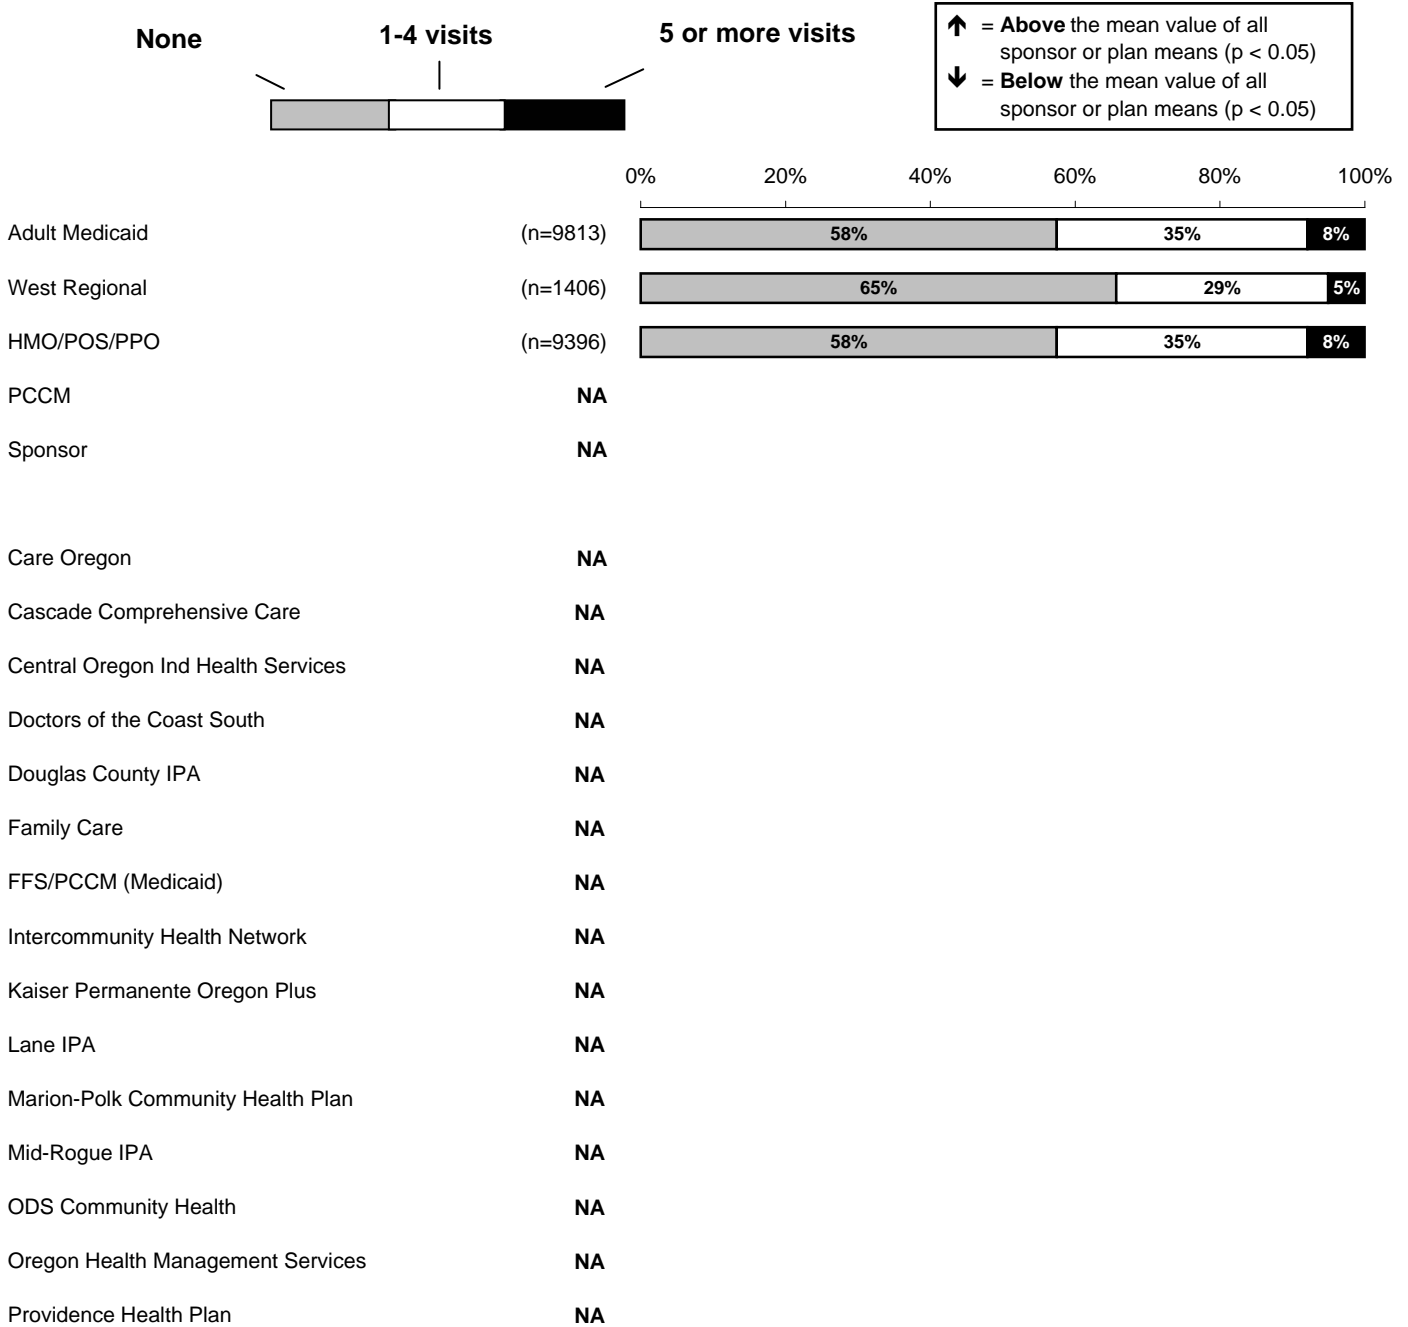 None 1-4 visits 5 or more visits
↑ = Above the mean value of all
sponsor or plan means (p < 0.05)
↓ = Below the mean value of all
sponsor or plan means (p < 0.05)
0% 20% 40% 60% 80% 100%
Adult Medicaid (n=9813) 58% 35% 8%
West Regional (n=1406) 65% 29% 5%
HMO/POS/PPO (n=9396) 58% 35% 8%
PCCM NA
Sponsor NA
Care Oregon NA
Cascade Comprehensive Care NA
Central Oregon Ind Health Services NA
Doctors of the Coast South NA
Douglas County IPA NA
Family Care NA
FFS/PCCM (Medicaid) NA
Intercommunity Health Network NA
Kaiser Permanente Oregon Plus NA
Lane IPA NA
Marion-Polk Community Health Plan NA
Mid-Rogue IPA NA
ODS Community Health NA
Oregon Health Management Services NA
Providence Health Plan NA